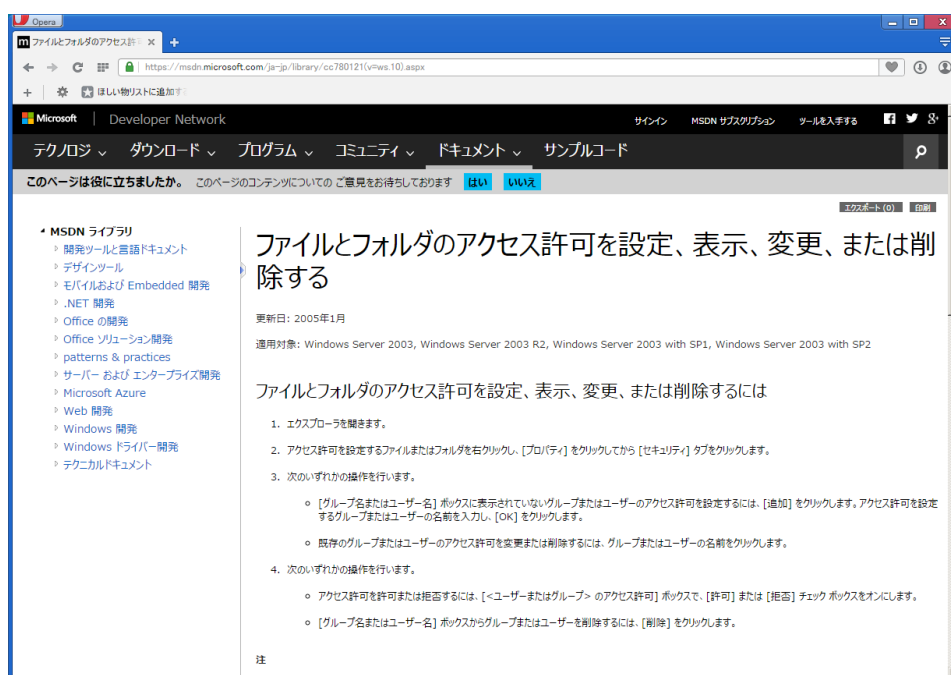 Opera
ファイルとフォルダのアクセス許
https://msdn.microsoft.com/ja-jp/library/cc780121(v=ws.10).aspx
ほしい物リストに追加す
Microsoft Developer Network
サインイン MSDN サブスクリプション ツールを入手する
テクノロジ ダウンロード プログラム コミュニティ ドキュメント サンプルコード
このページは役に立ちましたか。 このページのコンテンツについての ご意見をお待ちしております はい いいえ
エクスポート (0) 印刷
MSDN ライブラリ
開発ツールと言語ドキュメント
デザインツール
モバイルおよび Embedded 開発
.NET 開発
Office の開発
Office ソリューション開発
patterns & practices
サーバー および エンタープライズ開発
Microsoft Azure
Web 開発
Windows 開発
Windows ドライバー開発
テクニカルドキュメント
ファイルとフォルダのアクセス許可を設定、表示、変更、または削
除する
更新日: 2005年1月
適用対象: Windows Server 2003, Windows Server 2003 R2, Windows Server 2003 with SP1, Windows Server 2003 with SP2
ファイルとフォルダのアクセス許可を設定、表示、変更、または削除するには
1. エクスプローラを開きます。
2. アクセス許可を設定するファイルまたはフォルダを右クリックし、[プロパティ] をクリックしてから [セキュリティ] タブをクリックします。
3. 次のいずれかの操作を行います。
[グループ名またはユーザー名] ボックスに表示されていないグループまたはユーザーのアクセス許可を設定するには、[追加] をクリックします。アクセス許可を設定
するグループまたはユーザーの名前を入力し、[OK] をクリックします。
既存のグループまたはユーザーのアクセス許可を変更または削除するには、グループまたはユーザーの名前をクリックします。
4. 次のいずれかの操作を行います。
アクセス許可を許可または拒否するには、[<ユーザーまたはグループ> のアクセス許可] ボックスで、[許可] または [拒否] チェック ボックスをオンにします。
[グループ名またはユーザー名] ボックスからグループまたはユーザーを削除するには、[削除] をクリックします。
注